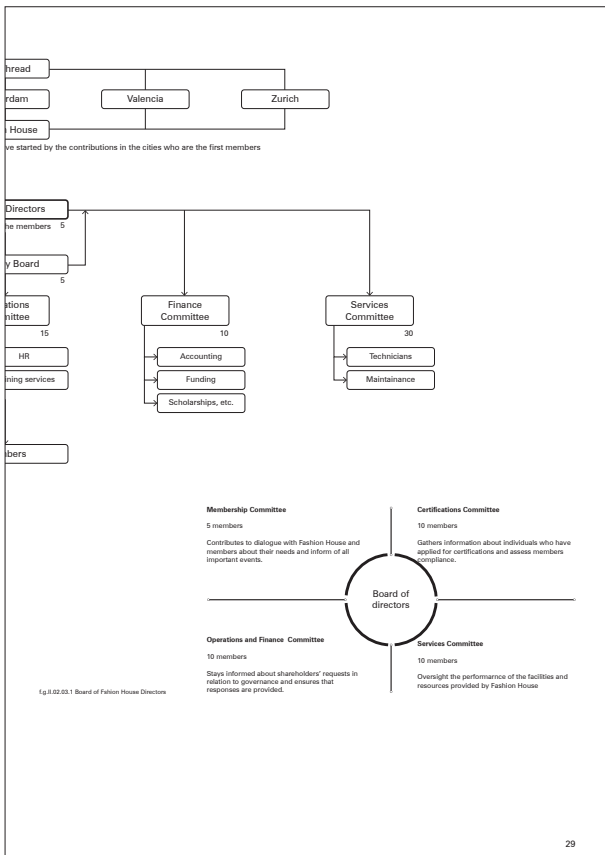 hread
rdam
Valencia
Zurich
House
ve started by the contributions in the cities who are the first members
Directors
he members 5
y Board
5
ations
mittee
15
Finance
Committee
10
Services
Committee
30
HR
ining services
Accounting
Funding
Scholarships, etc.
Technicians
Maintainance
bers
Membership Committee
5 members
Contributes to dialogue with Fashion House and
members about their needs and inform of all
important events.
Certifications Committee
10 members
Gathers information about individuals who have
applied for certifications and assess members
compliance.
Board of
directors
Operations and Finance Committee
10 members
Stays informed about shareholders' requests in
relation to governance and ensures that
responses are provided.
Services Committee
10 members
Oversight the performarnce of the facilities and
resources provided by Fashion House
f.g.II.02.03.1 Board of Fahion House Directors
29